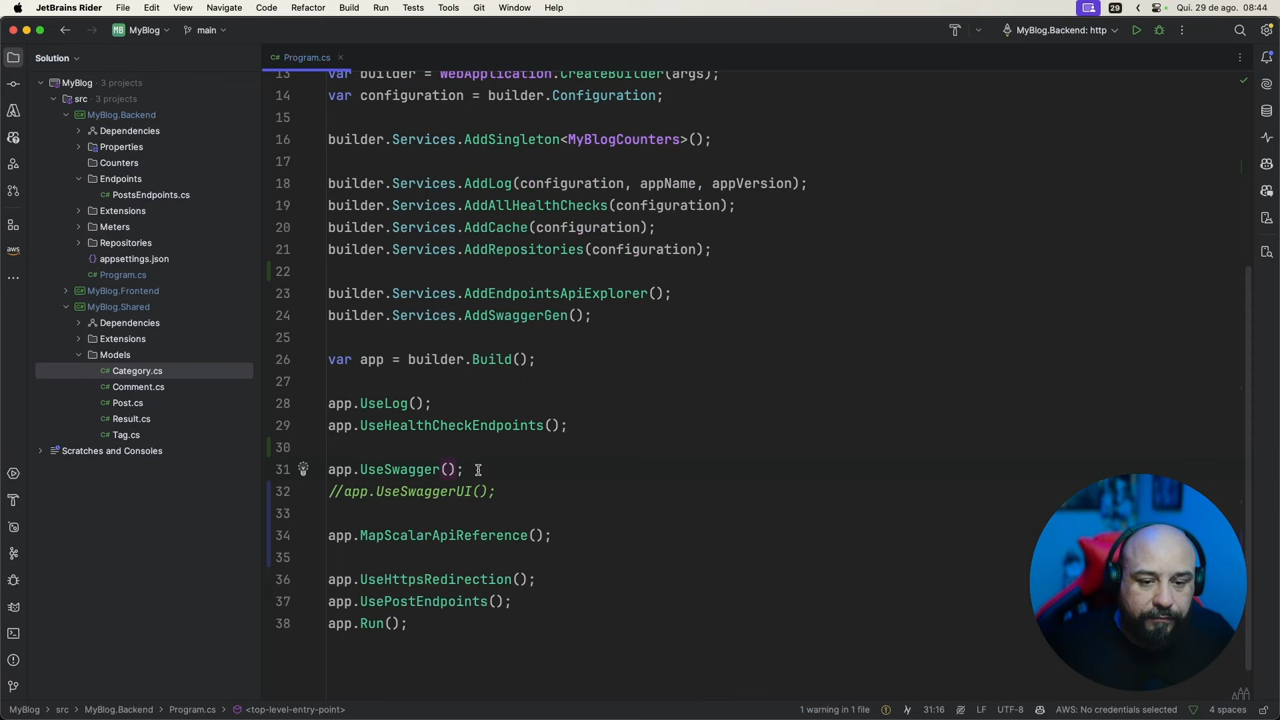 JetBrains Rider File Edit View Navigate Code Refactor Build Run Tests Tools Git Window Help 29 Qui. 29 de ago. 08:44
MB MyBlog main MyBlog.Backend: http
Solution
Program.cs
MyBlog 3 projects
src 3 projects
MyBlog.Backend
Dependencies
Properties
Counters
Endpoints
PostsEndpoints.cs
Extensions
Meters
Repositories
appsettings.json
Program.cs
MyBlog.Frontend
MyBlog.Shared
Dependencies
Extensions
Models
Category.cs
Comment.cs
Post.cs
Result.cs
Tag.cs
Scratches and Consoles
aws
13 var builder = WebApplication.CreateBuilder(args);
14 var configuration = builder.Configuration;
15
16 builder.Services.AddSingleton<MyBlogCounters>();
17
18 builder.Services.AddLog(configuration, appName, appVersion);
19 builder.Services.AddAllHealthChecks(configuration);
20 builder.Services.AddCache(configuration);
21 builder.Services.AddRepositories(configuration);
22
23 builder.Services.AddEndpointsApiExplorer();
24 builder.Services.AddSwaggerGen();
25
26 var app = builder.Build();
27
28 app.UseLog();
29 app.UseHealthCheckEndpoints();
30
31 app.UseSwagger();
32 //app.UseSwaggerUI();
33
34 app.MapScalarApiReference();
35
36 app.UseHttpsRedirection();
37 app.UsePostEndpoints();
38 app.Run();
MyBlog > src > MyBlog.Backend > Program.cs > <top-level-entry-point> 1 warning in 1 file 31:16 LF UTF-8 AWS: No credentials selected 4 spaces